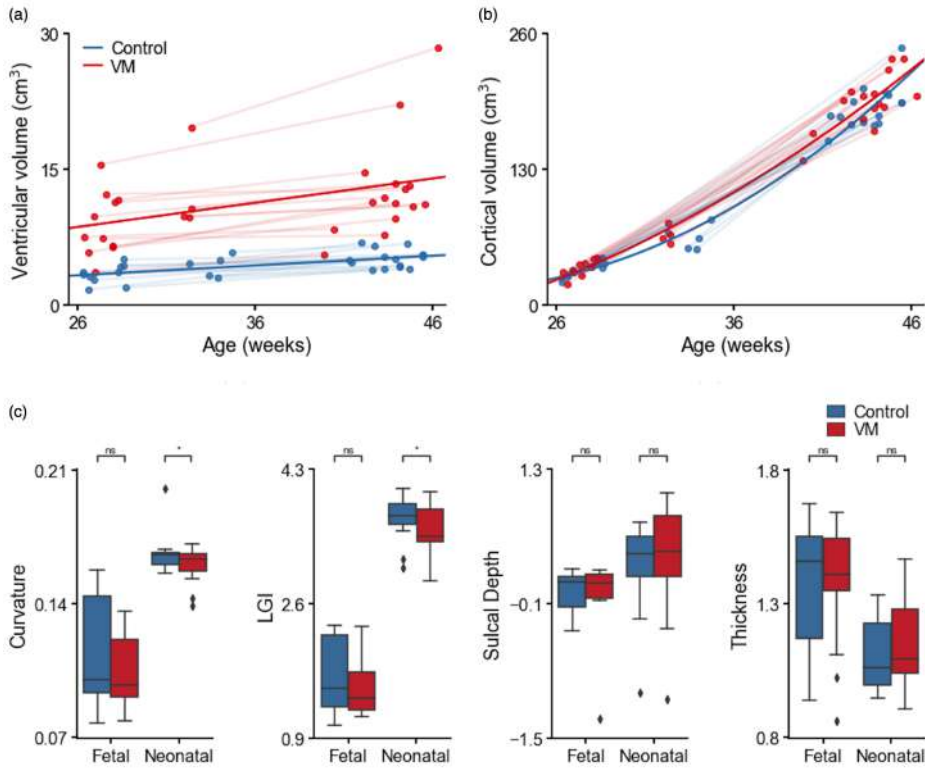 (a)
30
Control
VM
15
0
Ventricular volume (cm³)
26
36
46
Age (weeks)
(b)
260
130
0
Cortical volume (cm³)
26
36
46
Age (weeks)
(c)
Control
VM
ns
*
0.21
0.14
0.07
Curvature
Fetal
Neonatal
ns
*
4.3
2.6
0.9
LGI
Fetal
Neonatal
ns
ns
1.3
−0.1
−1.5
Sulcal Depth
Fetal
Neonatal
ns
ns
1.8
1.3
0.8
Thickness
Fetal
Neonatal